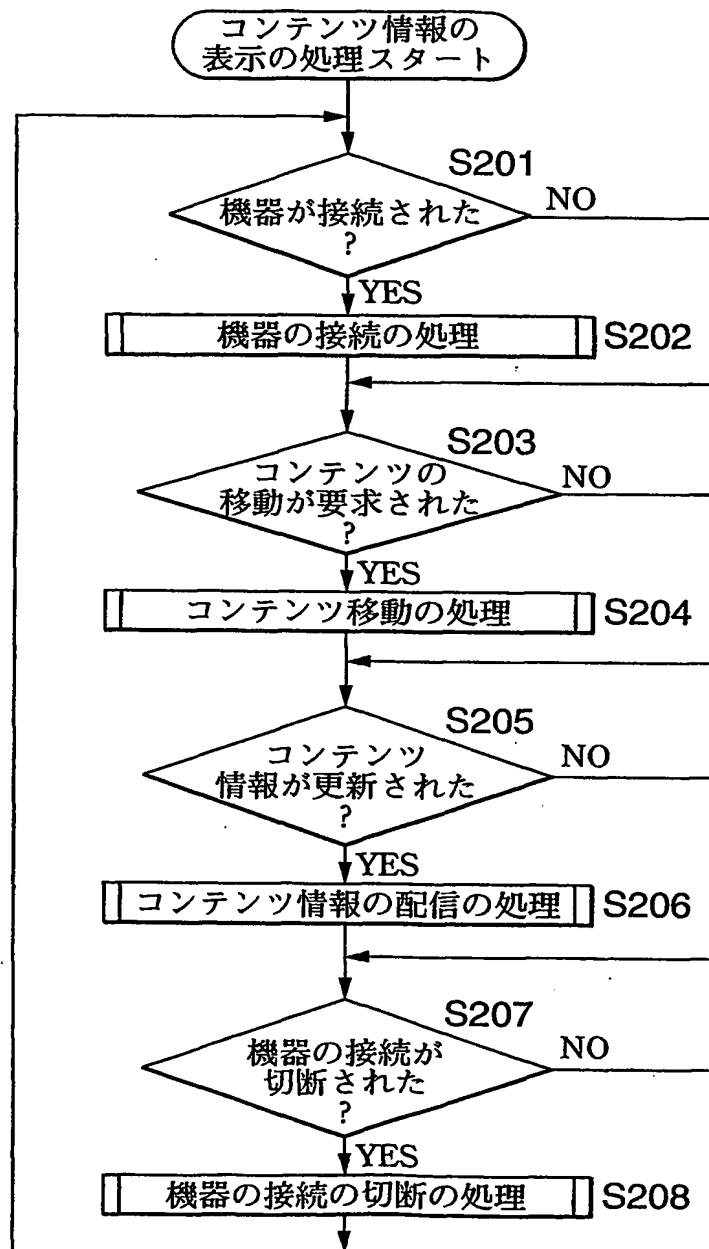 コンテンツ情報の
表示の処理スタート
S201
機器が接続された
?
NO
YES
機器の接続の処理
S202
S203
コンテンツの
移動が要求された
?
NO
YES
コンテンツ移動の処理
S204
S205
コンテンツ
情報が更新された
?
NO
YES
コンテンツ情報の配信の処理
S206
S207
機器の接続が
切断された
?
NO
YES
機器の接続の切断の処理
S208